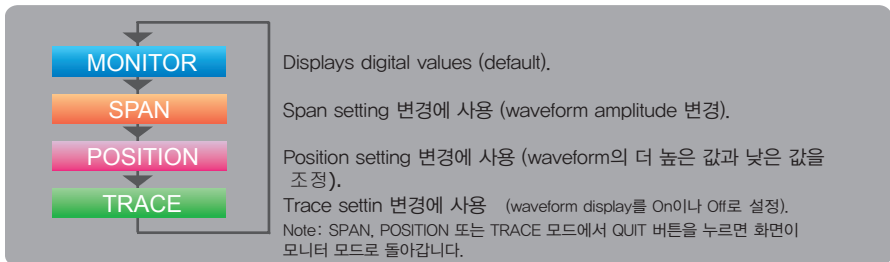 MONITOR
Displays digital values (default).
SPAN
Span setting 변경에 사용 (waveform amplitude 변경).
POSITION
Position setting 변경에 사용 (waveform의 더 높은 값과 낮은 값을
조정).
TRACE
Trace settin 변경에 사용 (waveform display를 On이나 Off로 설정).
Note: SPAN, POSITION 또는 TRACE 모드에서 QUIT 버튼을 누르면 화면이
모니터 모드로 돌아갑니다.